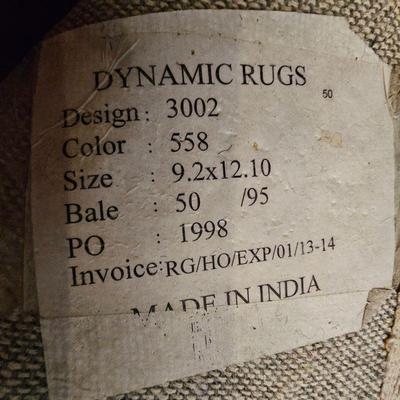 DYNAMIC RUGS
50
Design : 3002
Color : 558
Size : 9.2x12.10
Bale : 50 /95
PO : 1998
Invoice:RG/HO/EXP/01/13-14
MADE IN INDIA